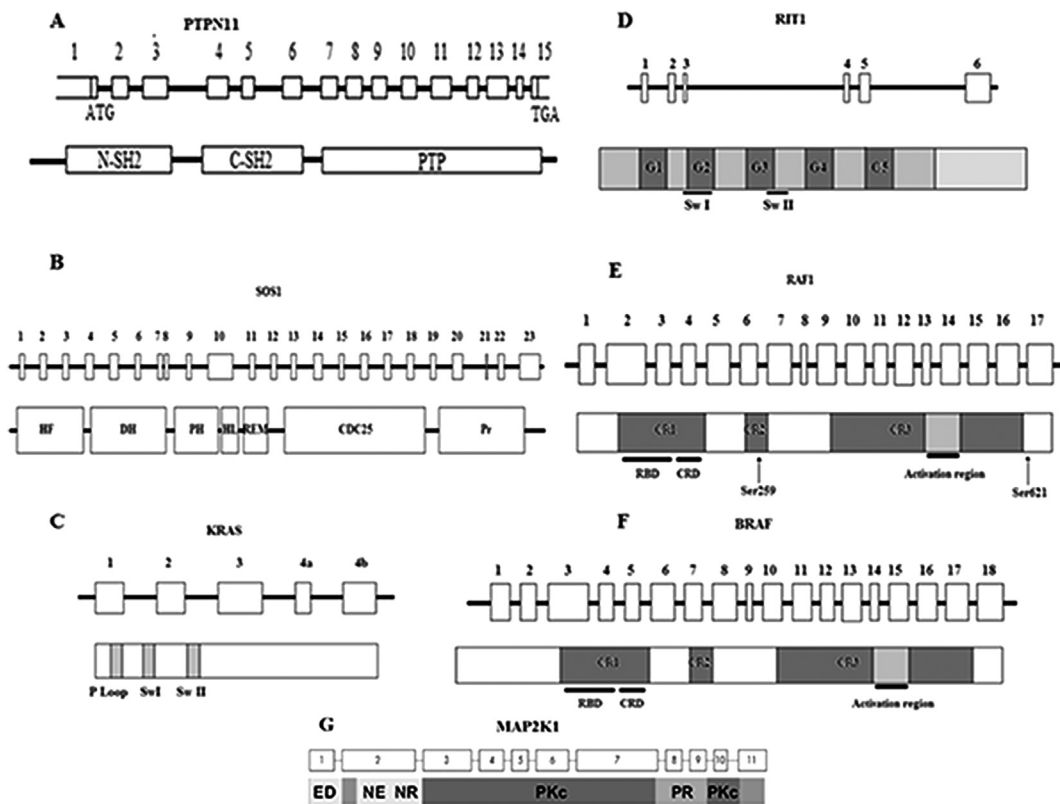 A
PTPN11
1 2 3 4 5 6 7 8 9 10 11 12 13 14 15
ATG TGA
N-SH2 C-SH2 PTP
B
SOS1
1 2 3 4 5 6 7 8 9 10 11 12 13 14 15 16 17 18 19 20 21 22 23
HF DH PH HL REM CDC25 Pr
C
KRAS
1 2 3 4a 4b
P Loop SwI Sw II
D
RIT1
1 2 3 4 5 6
G1 G2 G3 G4 G5
Sw I Sw II
E
RAF1
1 2 3 4 5 6 7 8 9 10 11 12 13 14 15 16 17
CR1 CR2 CR3
RBD CRD Activation region
Ser259 Ser621
F
BRAF
1 2 3 4 5 6 7 8 9 10 11 12 13 14 15 16 17 18
CR1 CR2 CR3
RBD CRD Activation region
G
MAP2K1
1 2 3 4 5 6 7 8 9 10 11
ED NE NR PKc PR PKc